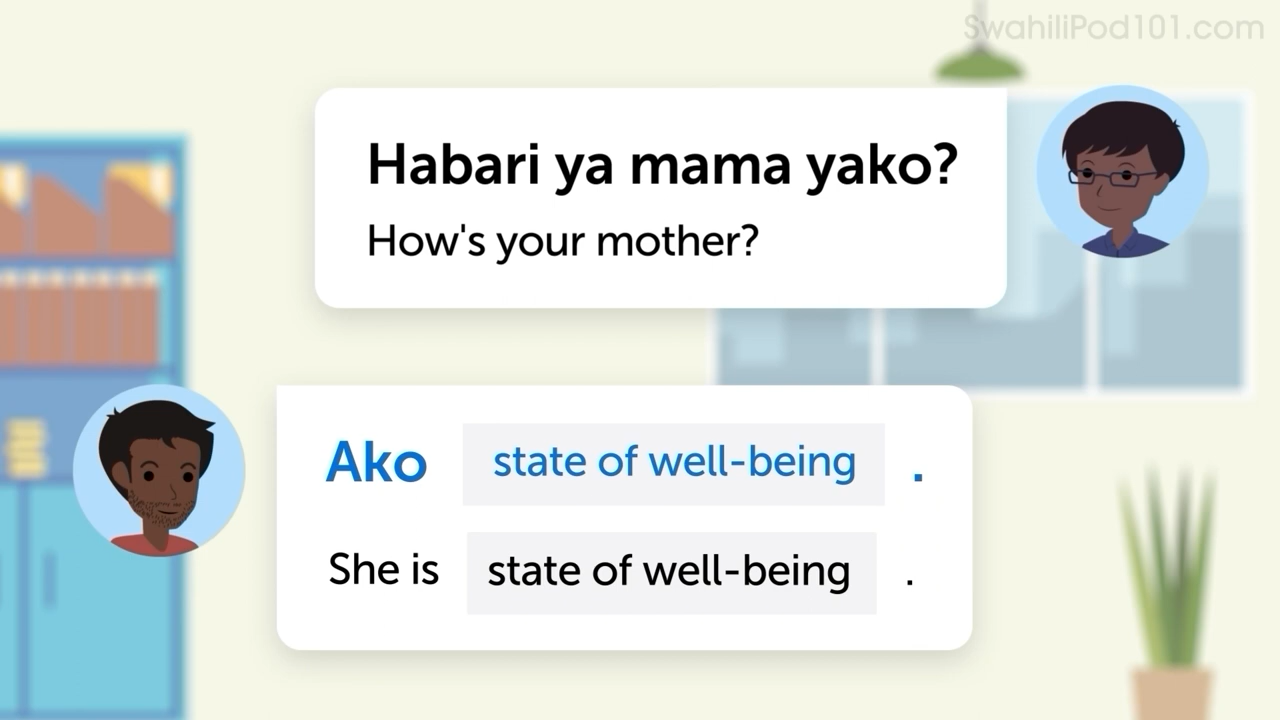 SwahiliPod101.com
Habari ya mama yako?
How's your mother?
Ako state of well-being .
She is state of well-being .